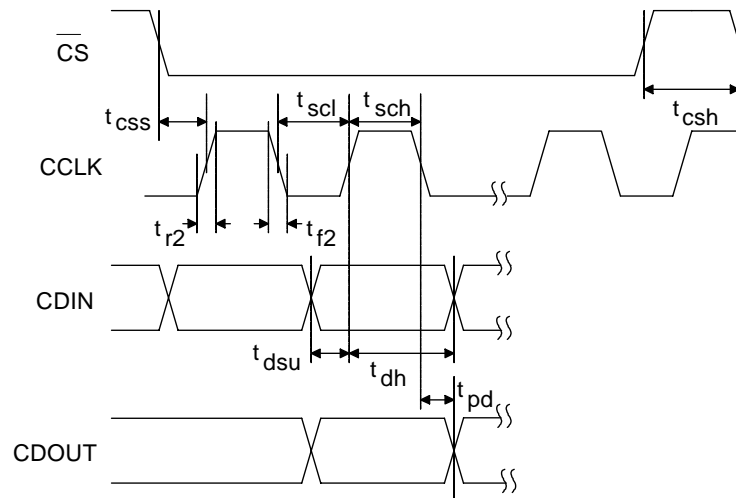 CS
t css
t scl
t sch
t csh
CCLK
t r2
t f2
CDIN
t dsu
t dh
t pd
CDOUT